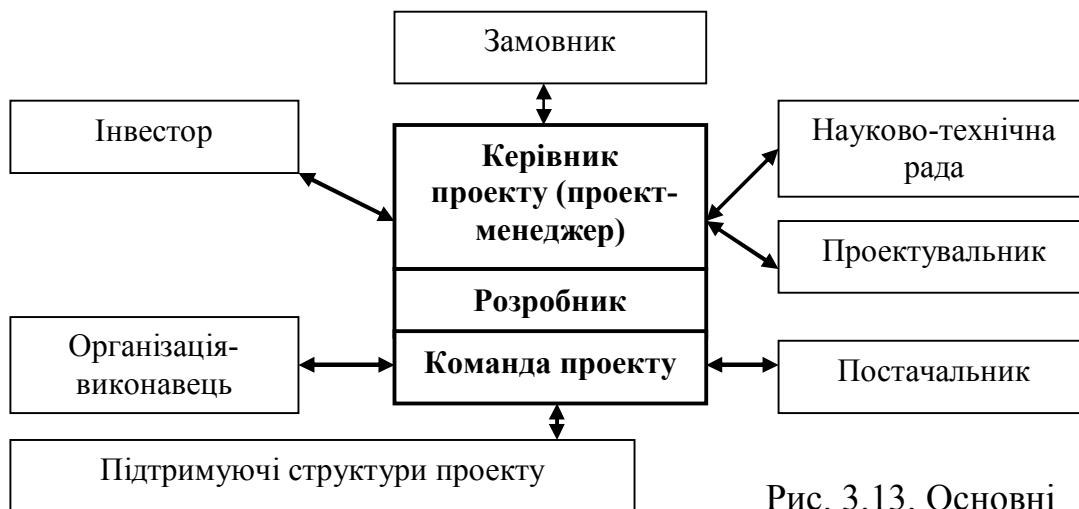 Замовник
Інвестор
Керівник
проекту (проект-
менеджер)
Науково-технічна
рада
Проектувальник
Розробник
Організація-
виконавець
Команда проекту
Постачальник
Підтримуючі структури проекту
Рис. 3.13. Основні